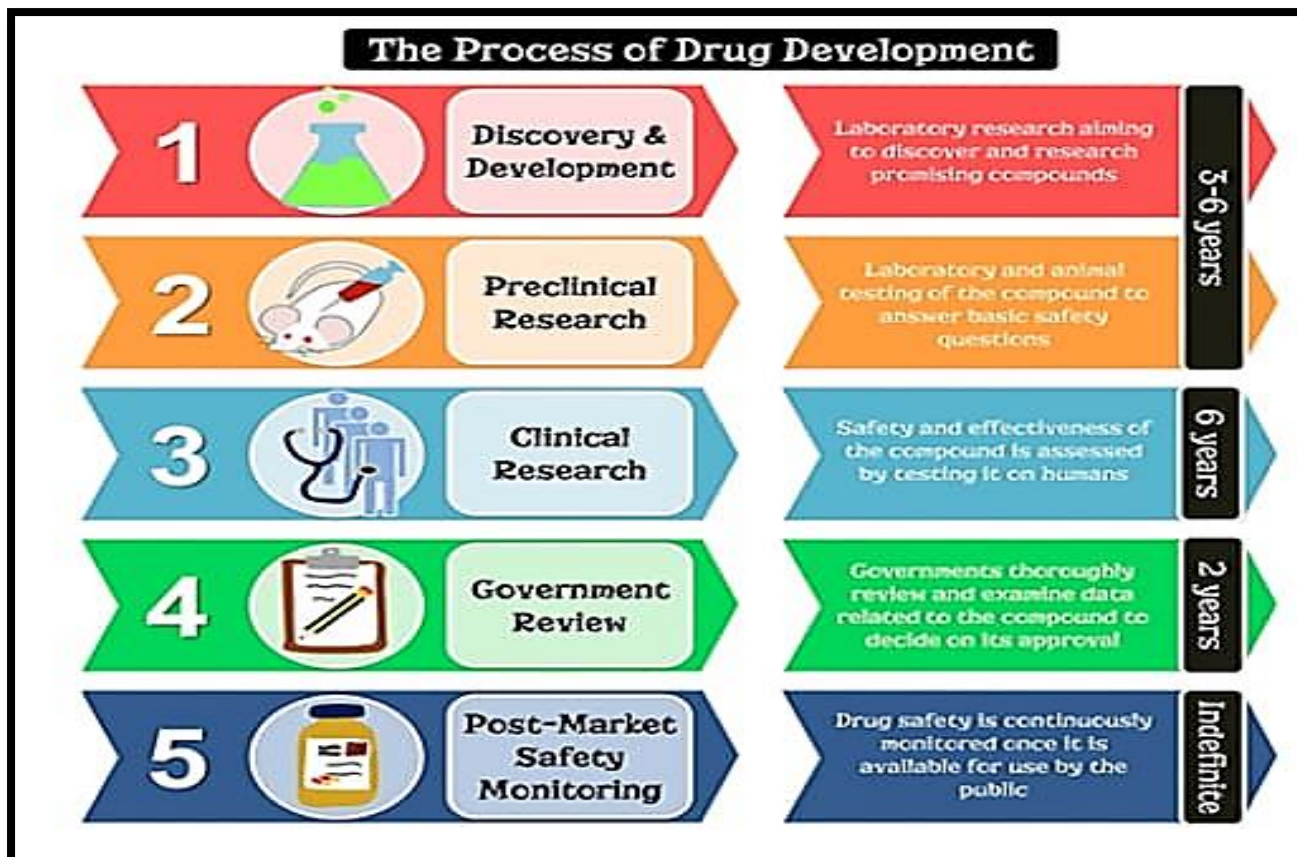 The Process of Drug Development
1
Discovery &
Development
Laboratory research aiming
to discover and research
promising compounds
3-6 years
2
Preclinical
Research
Laboratory and animal
testing of the compound to
answer basic safety
questions
3
Clinical
Research
Safety and effectiveness of
the compound is assessed
by testing it on humans
6 years
4
Government
Review
Governments thoroughly
review and examine data
related to the compound to
decide on its approval
2 years
5
Post-Market
Safety
Monitoring
Drug safety is continuously
monitored once it is
available for use by the
public
Indefinite